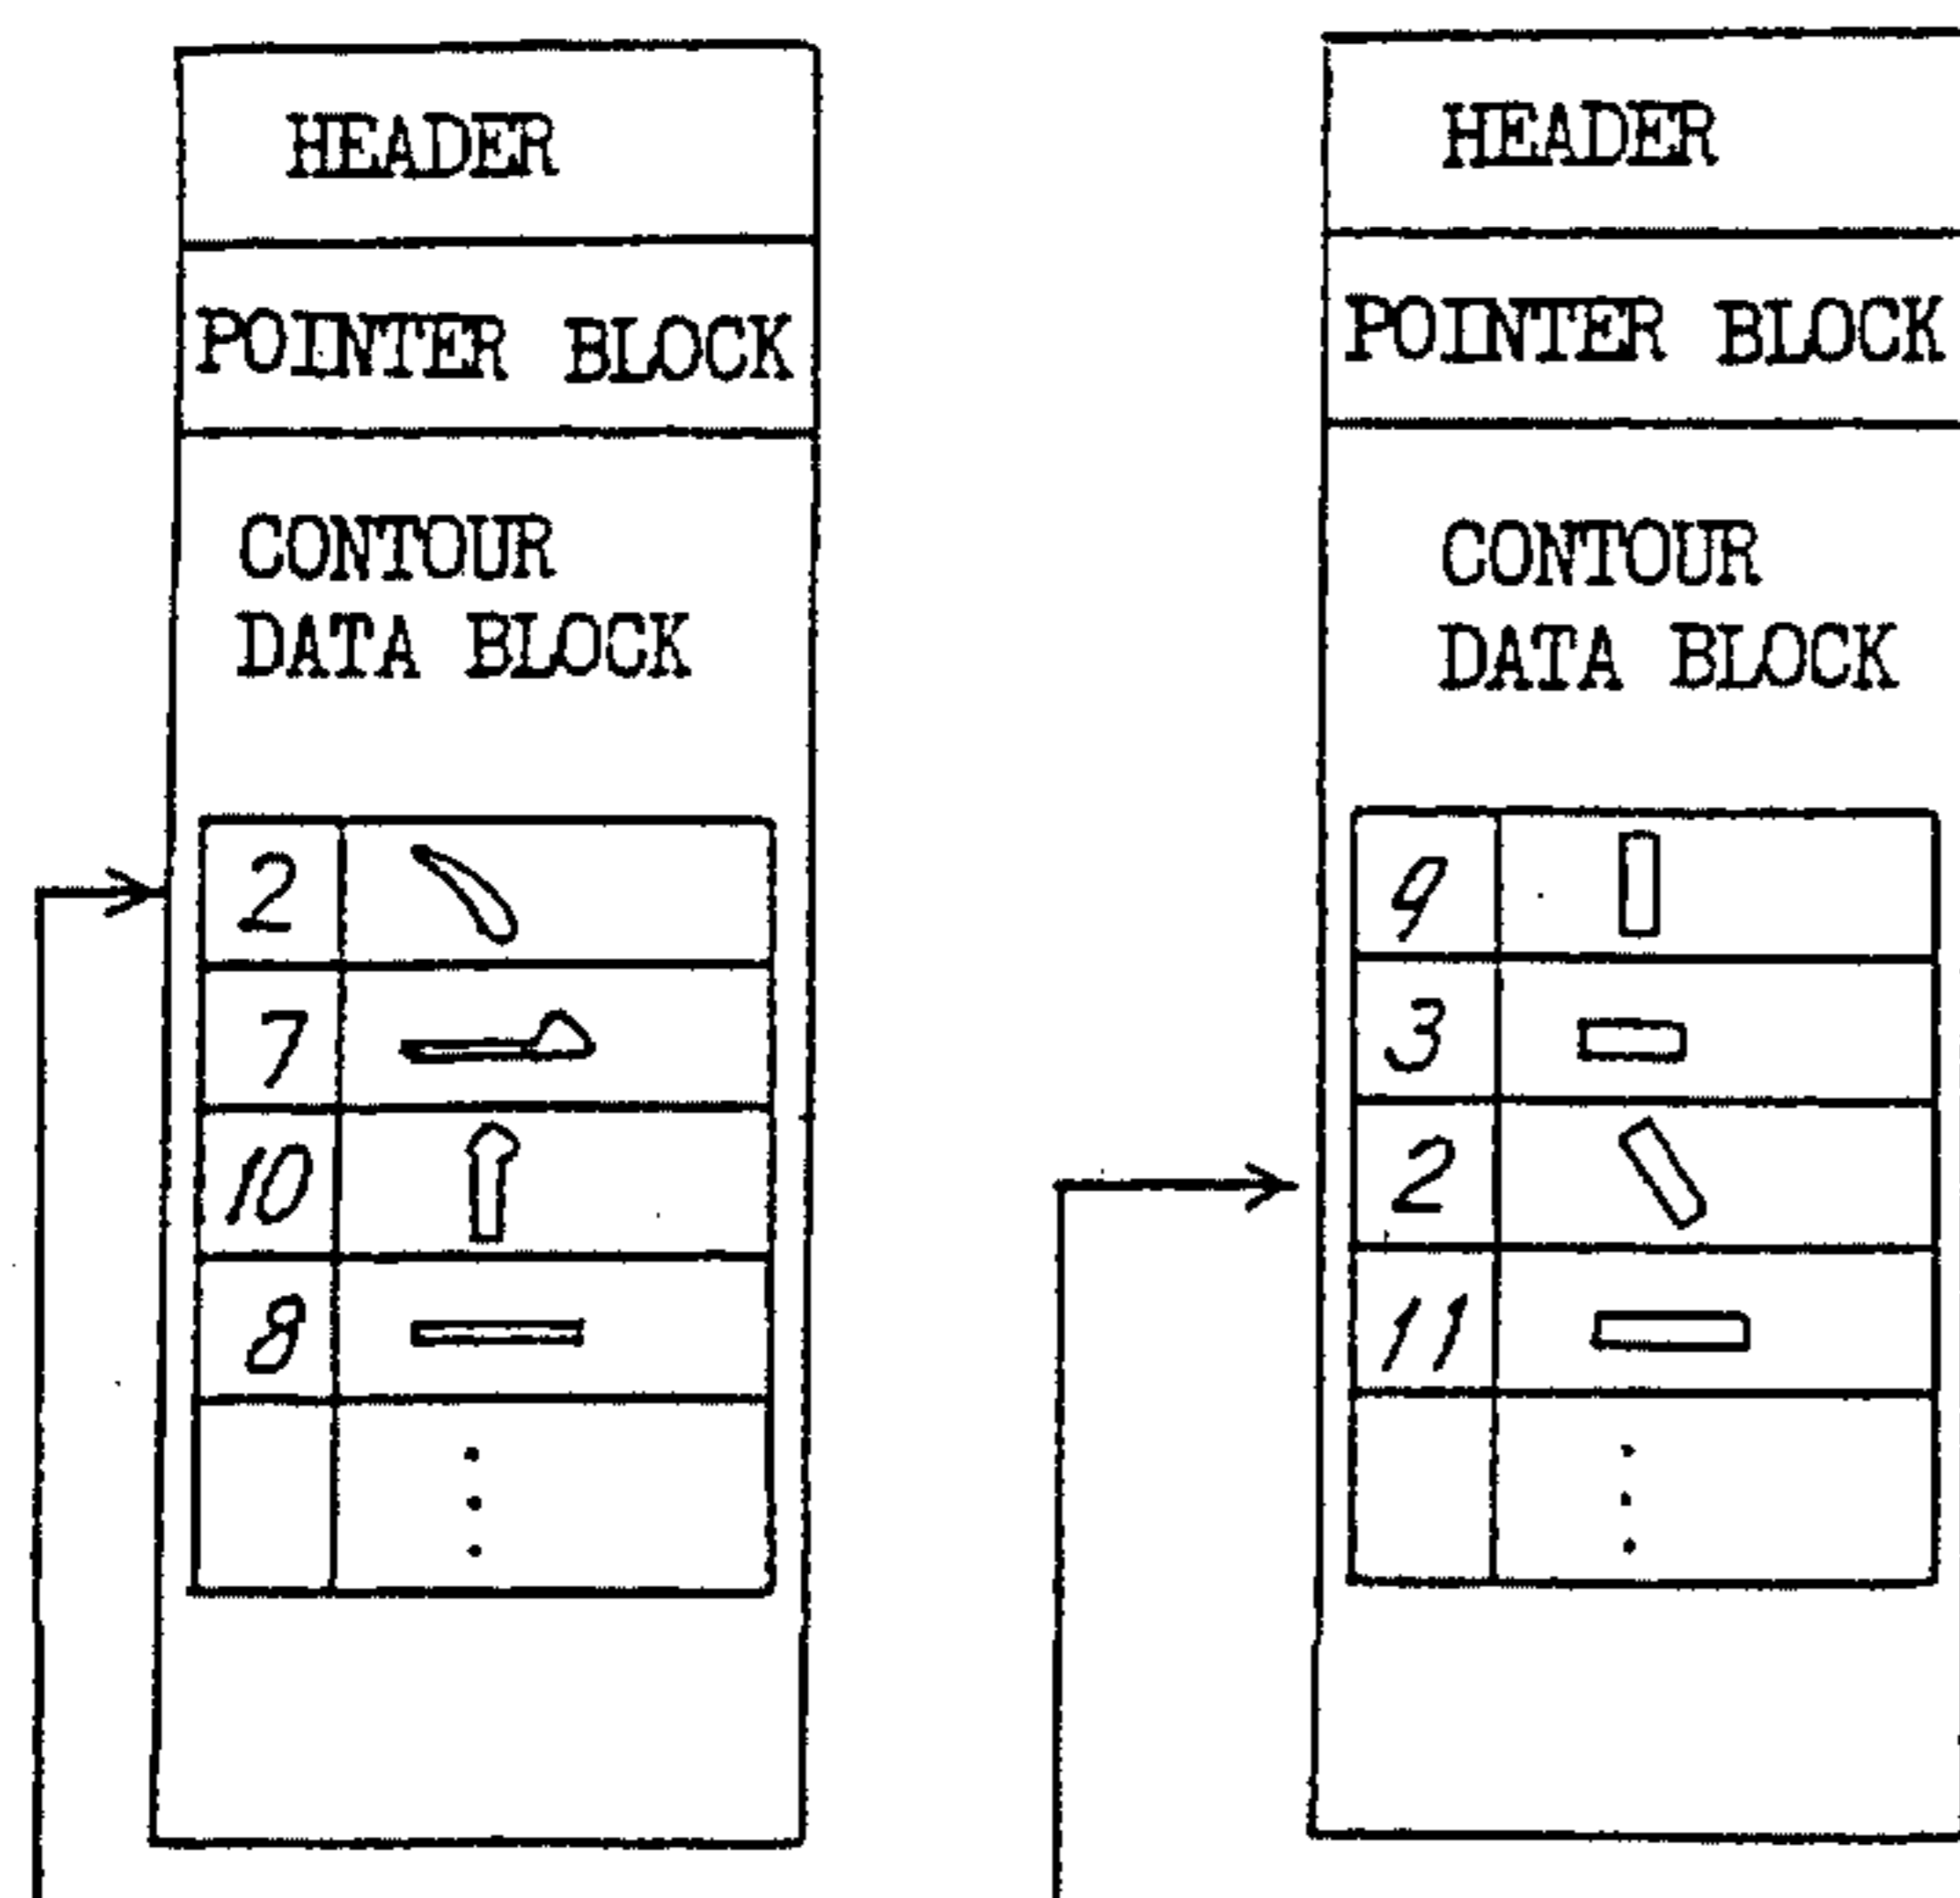 HEADER
POINTER BLOCK
CONTOUR
DATA BLOCK
2
7
10
8
HEADER
POINTER BLOCK
CONTOUR
DATA BLOCK
9
3
2
11